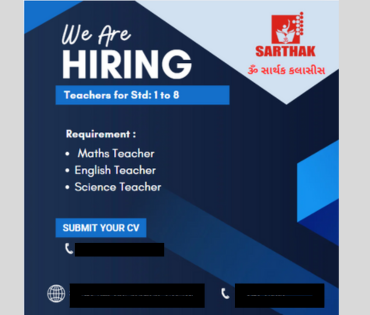 We Are
HIRING
SARTHAK
ૐ સાર્થક કલાસીસ
Teachers for Std: 1 to 8
Requirement :
• Maths Teacher
• English Teacher
• Science Teacher
SUBMIT YOUR CV